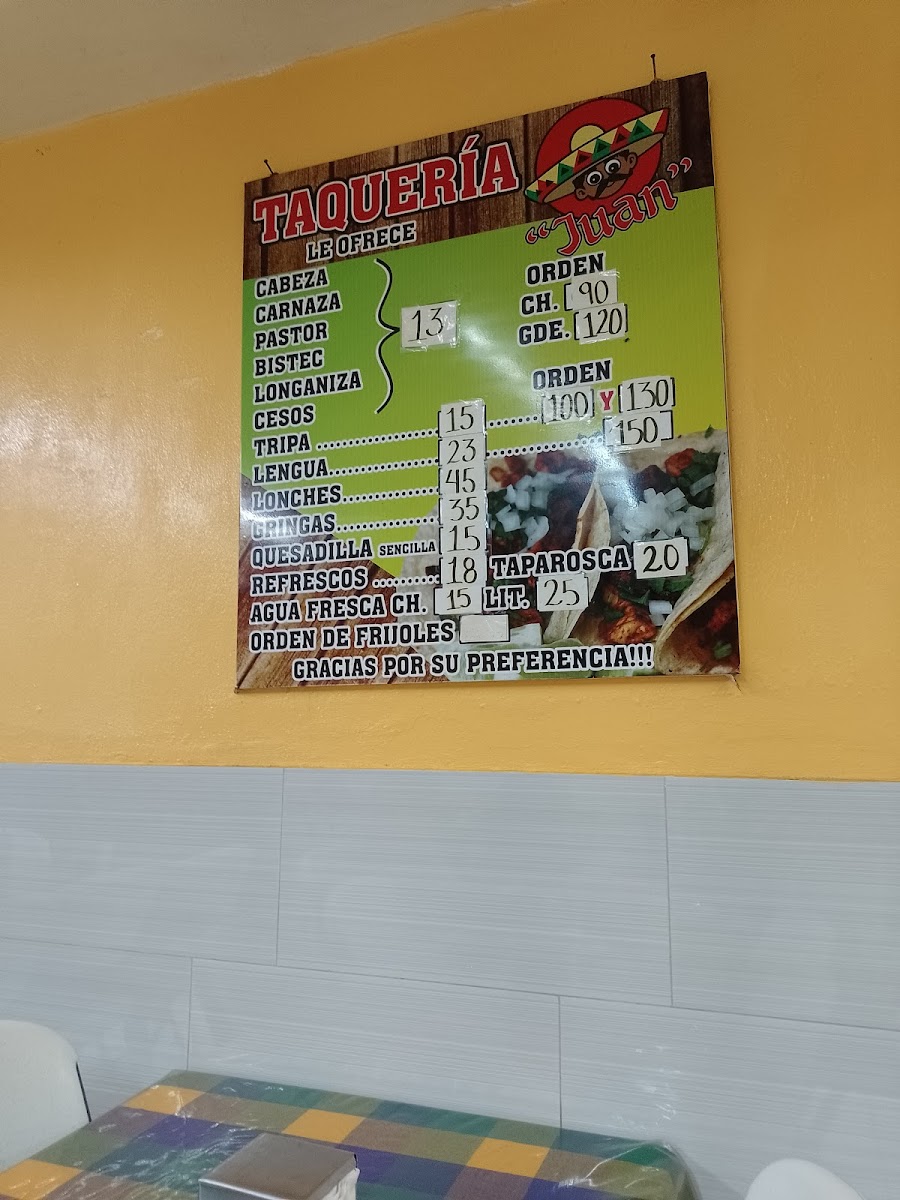 TAQUERÍA
"Juan"
LE OFRECE
CABEZA
CARNAZA
PASTOR
BISTEC
LONGANIZA
CESOS
13
ORDEN
CH. 90
GDE. 120
ORDEN
TRIPA 15 100 Y 130
LENGUA 23 150
LONCHES 45
GRINGAS 35
QUESADILLA SENCILLA 15
REFRESCOS 18 TAPAROSCA 20
AGUA FRESCA CH. 15 LIT. 25
ORDEN DE FRIJOLES
GRACIAS POR SU PREFERENCIA!!!